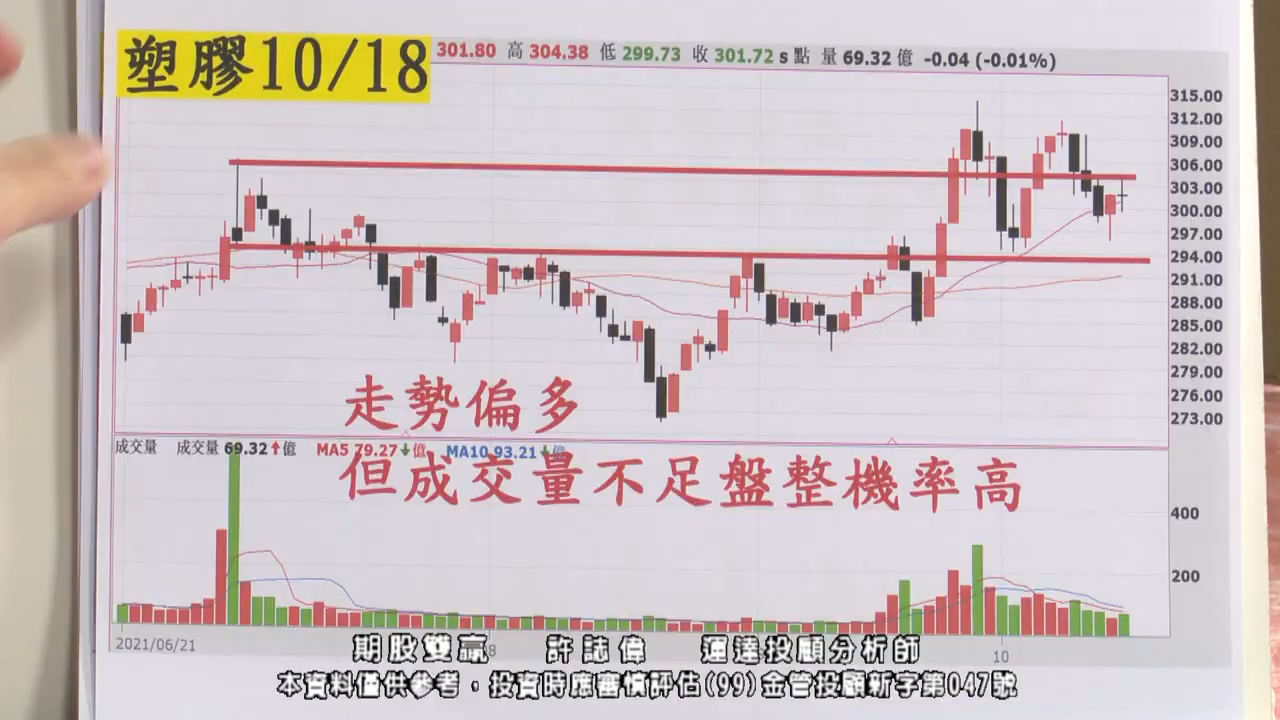 塑膠10/18
301.80 高 304.38 低 299.73 收 301.72 s 點 量 69.32 億 -0.04 (-0.01%)
315.00
312.00
309.00
306.00
303.00
300.00
297.00
294.00
291.00
288.00
285.00
282.00
279.00
276.00
273.00
走勢偏多
成交量 成交量 69.32↑億 MA5 79.27↓億 MA10 93.21↓億
但成交量不足盤整機率高
400
200
2021/06/21
10
期股雙贏 許誌偉 運達投顧分析師
本資料僅供參考,投資時應審慎評估(99)金管投顧新字第047號